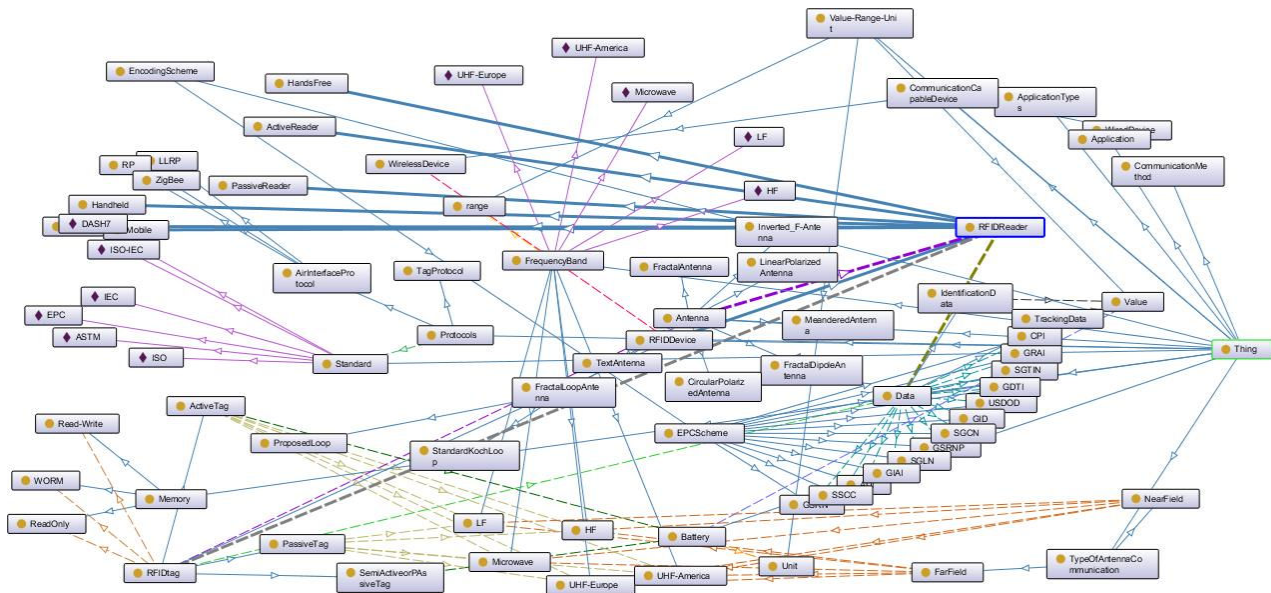 Value-Range-Uni
t
UHF-America
EncodingScheme
UHF-Europe
HandsFree
Microwave
CommunicationCa
pableDevice
ApplicationType
s
ActiveReader
LF
WiredDevice
Application
LLRP
RP
WirelessDevice
CommunicationMe
thod
ZigBee
PassiveReader
HF
Handheld
range
DASH7
Mobile
Inverted_F-Ante
nna
RFIDReader
ISO-IEC
FrequencyBand
FractalAntenna
LinearPolarized
Antenna
AirInterfacePro
tocol
TagProtocol
IEC
IdentificationD
ata
Value
EPC
Antenna
MeanderedAntenn
a
TrackingData
ASTM
Protocols
RFIDDevice
CPI
ISO
Standard
TextAntenna
FractalDipoleAn
tenna
GRAI
Thing
SGTIN
FractalLoopAnte
nna
CircularPolariz
edAntenna
Data
GDTI
USDOD
ActiveTag
GID
Read-Write
ProposedLoop
EPCScheme
SGCN
GSRNP
StandardKochLoo
p
SGLN
GIAI
WORM
Memory
SSCC
GSRN
NearField
ReadOnly
LF
HF
Battery
PassiveTag
Microwave
Unit
TypeOfAntennaCo
mmunication
RFIDtag
SemiActiveorPAs
siveTag
UHF-Europe
UHF-America
FarField